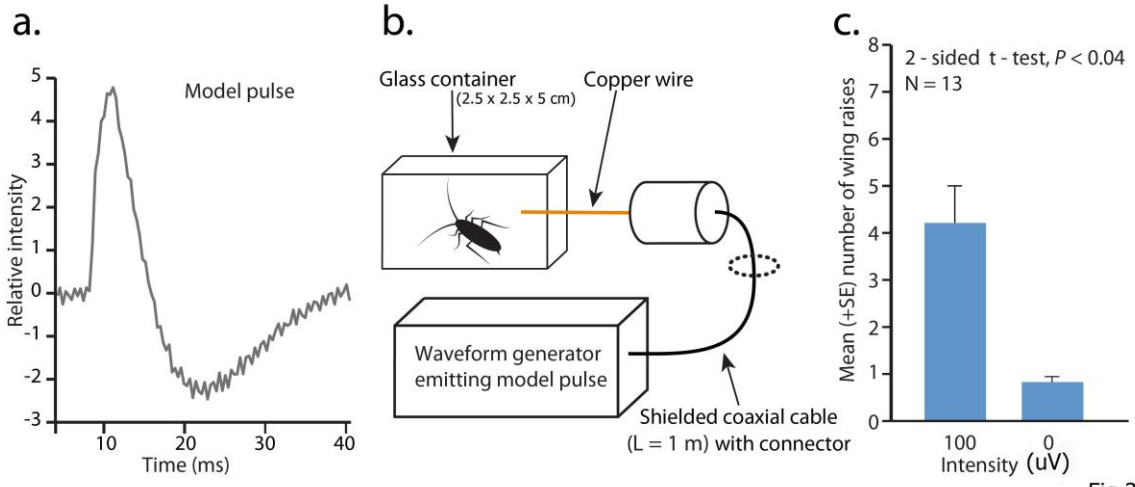 a.
Model pulse
Relative intensity
5
4
3
2
1
0
-1
-2
-3
10 20 30 40
Time (ms)
b.
Glass container
(2.5 x 2.5 x 5 cm)
Copper wire
Waveform generator
emitting model pulse
Shielded coaxial cable
(L = 1 m) with connector
c.
2 - sided t - test, P < 0.04
N = 13
Mean (+SE) number of wing raises
8
7
6
5
4
3
2
1
0
100 0
Intensity (uV)